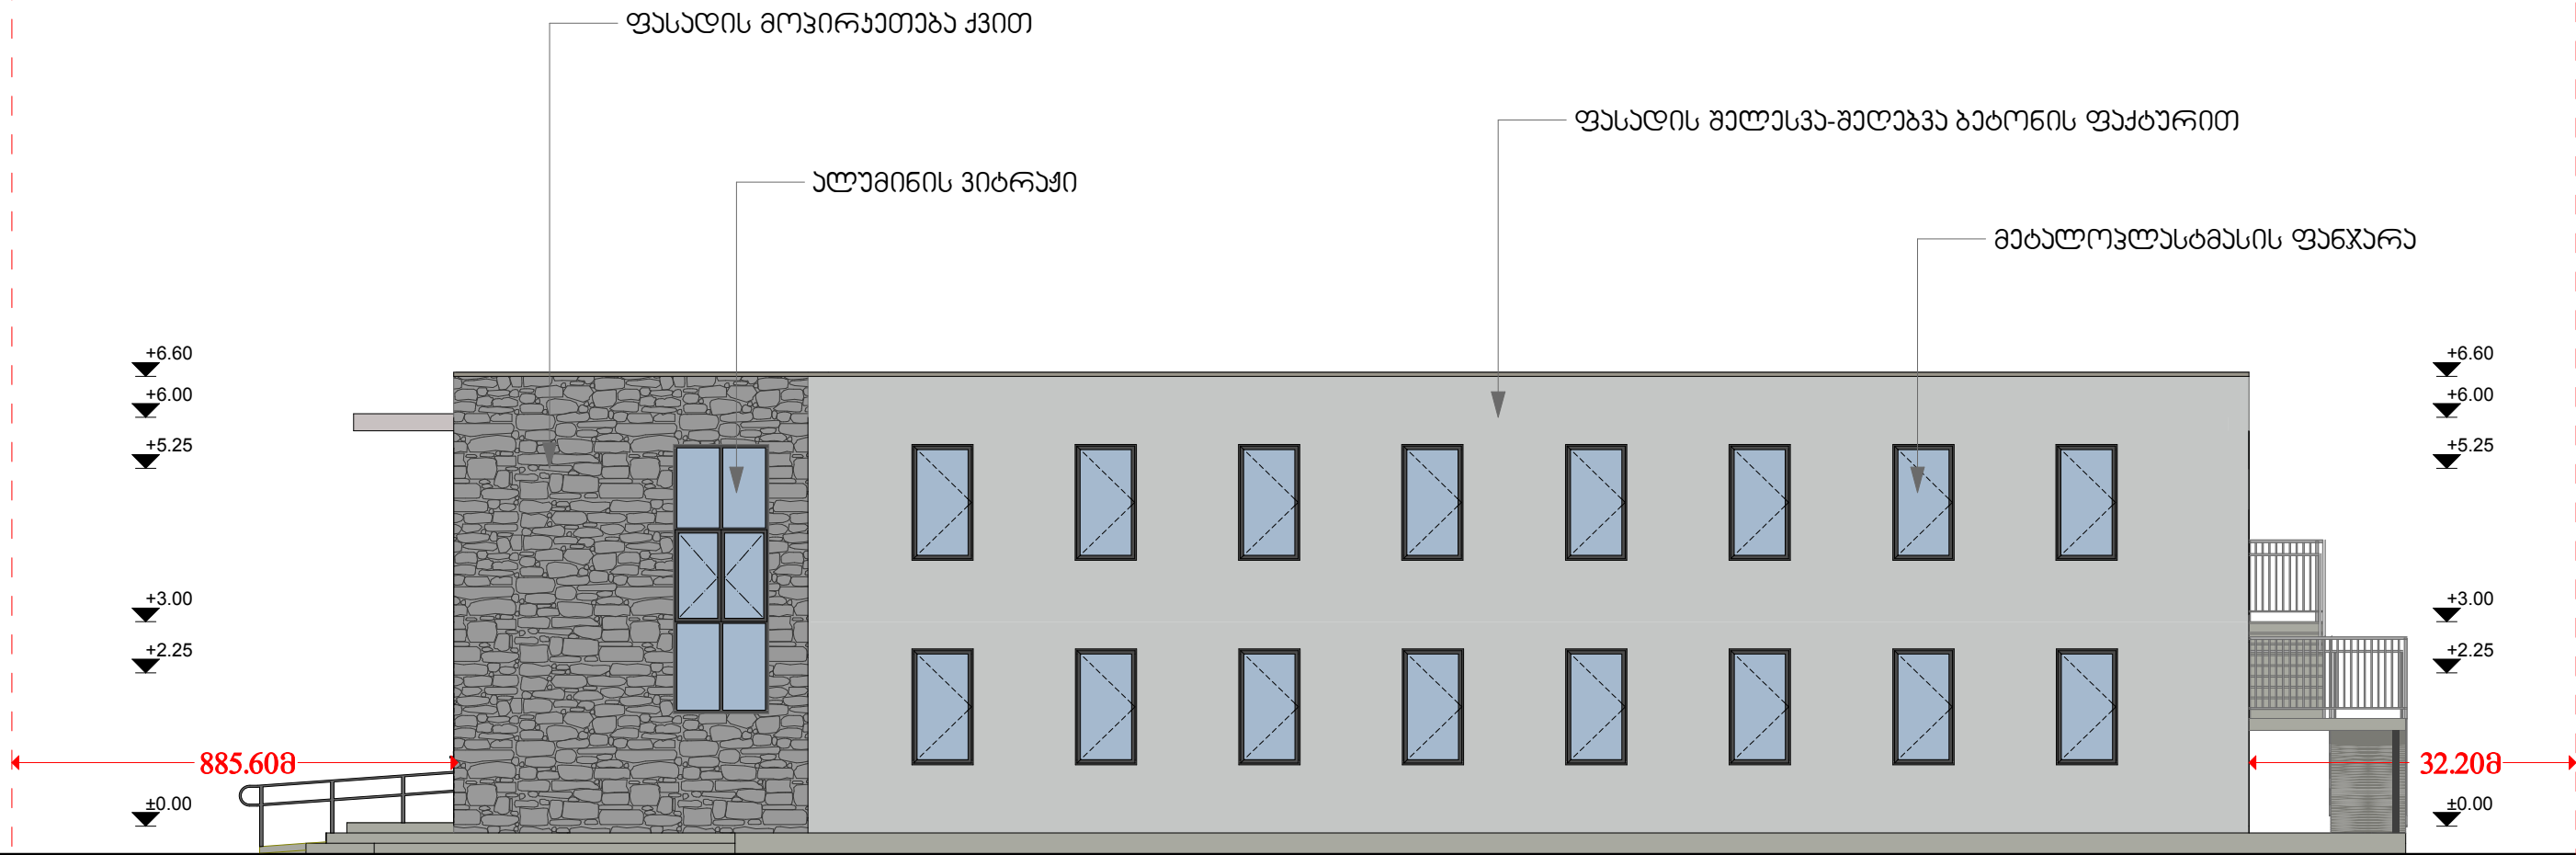 ფასადის მოპირკეთება ქვით
ფასადის შელესვა-შეღებვა ბეტონის ფაქტურით
ალუმინის ვიტრაჟი
მეტალოპლასტმასის ფანჯარა
+6.60
+6.00
+5.25
+3.00
+2.25
885.60მ
±0.00
+6.60
+6.00
+5.25
+3.00
+2.25
32.20მ
±0.00